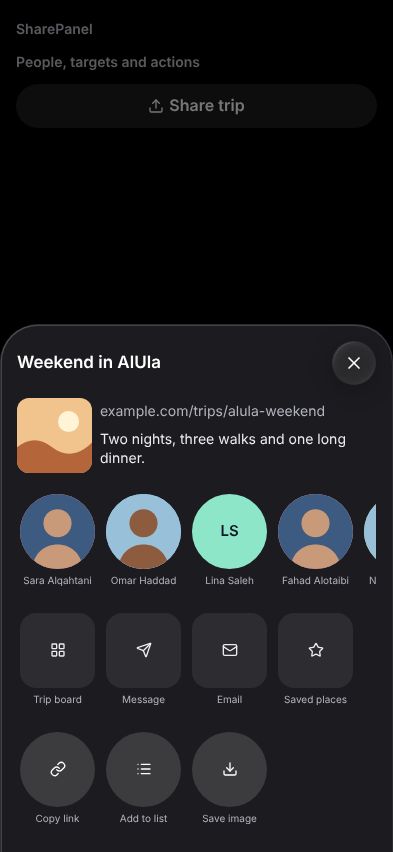 SharePanel
People, targets and actions
Share trip
Weekend in AlUla
example.com/trips/alula-weekend
Two nights, three walks and one long
dinner.
LS
Sara Alqahtani
Omar Haddad
Lina Saleh
Fahad Alotaibi
N
Trip board
Message
Email
Saved places
Copy link
Add to list
Save image